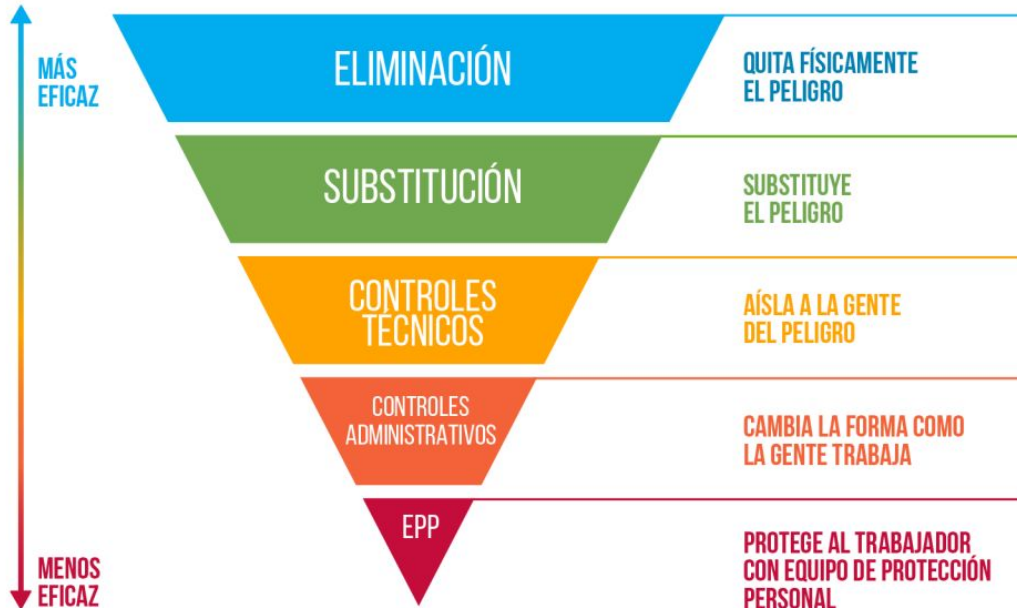 MÁS
EFICAZ
ELIMINACIÓN
QUITA FÍSICAMENTE
EL PELIGRO
SUBSTITUCIÓN
SUBSTITUYE
EL PELIGRO
CONTROLES
TÉCNICOS
AÍSLA A LA GENTE
DEL PELIGRO
CONTROLES
ADMINISTRATIVOS
CAMBIA LA FORMA COMO
LA GENTE TRABAJA
EPP
PROTEGE AL TRABAJADOR
CON EQUIPO DE PROTECCIÓN
PERSONAL
MENOS
EFICAZ